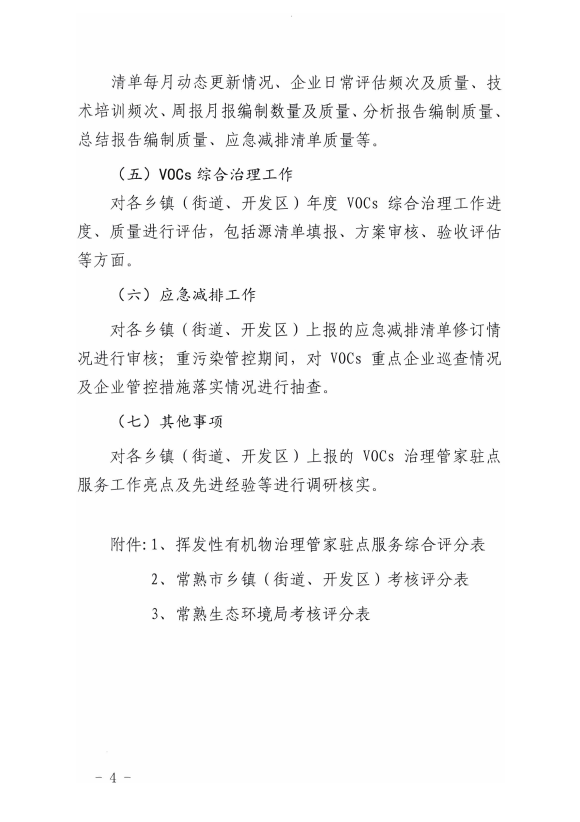 清单每月动态更新情况、企业日常评估频次及质量、技
术培训频次、周报月报编制数量及质量、分析报告编制质量、
总结报告编制质量、应急减排清单质量等。
（五）VOCs 综合治理工作
对各乡镇（街道、开发区）年度 VOCs 综合治理工作进
度、质量进行评估，包括源清单填报、方案审核、验收评估
等方面。
（六）应急减排工作
对各乡镇（街道、开发区）上报的应急减排清单修订情
况进行审核；重污染管控期间，对 VOCs 重点企业巡查情况
及企业管控措施落实情况进行抽查。
（七）其他事项
对各乡镇（街道、开发区）上报的 VOCs 治理管家驻点
服务工作亮点及先进经验等进行调研核实。
附件：1、挥发性有机物治理管家驻点服务综合评分表
2、常熟市乡镇（街道、开发区）考核评分表
3、常熟生态环境局考核评分表
- 4 -